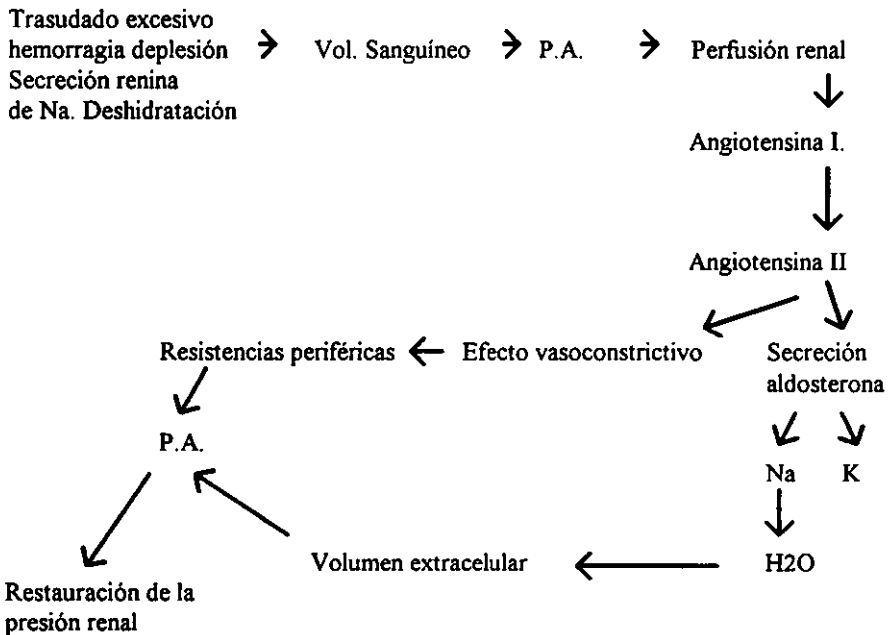 Trasudado excesivo
hemorragia deplesión
Secreción renina
de Na. Deshidratación
Vol. Sanguíneo
P.A.
Perfusión renal
Angiotensina I.
Angiotensina II
Resistencias periféricas
Efecto vasoconstrictivo
Secreción
aldosterona
P.A.
Na
K
Volumen extracelular
H2O
Restauración de la
presión renal